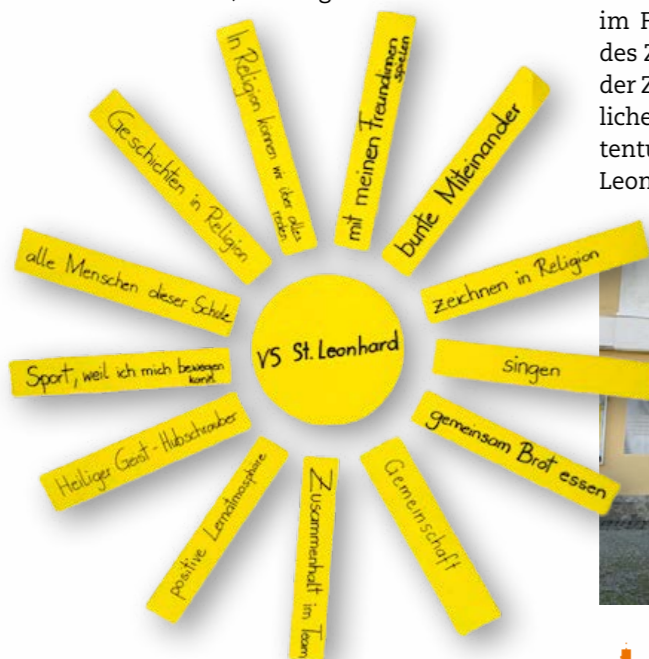 im F
des Z
der Z
liche
tentu
Leon
VS St. Leonhard
mit meinen Freundinnen
spielen
bunte Miteinander
zeichnen in Religion
singen
gemeinsam Brot essen
Gemeinschaft
Zusammenhalt im Team
positive Lernatmosphäre
Heiliger Geist - Hubschrauber
Sport, weil ich mich bewegen
kann!
alle Menschen dieser Schule
Geschichten in Religion
In Religion können wir über alles
reden